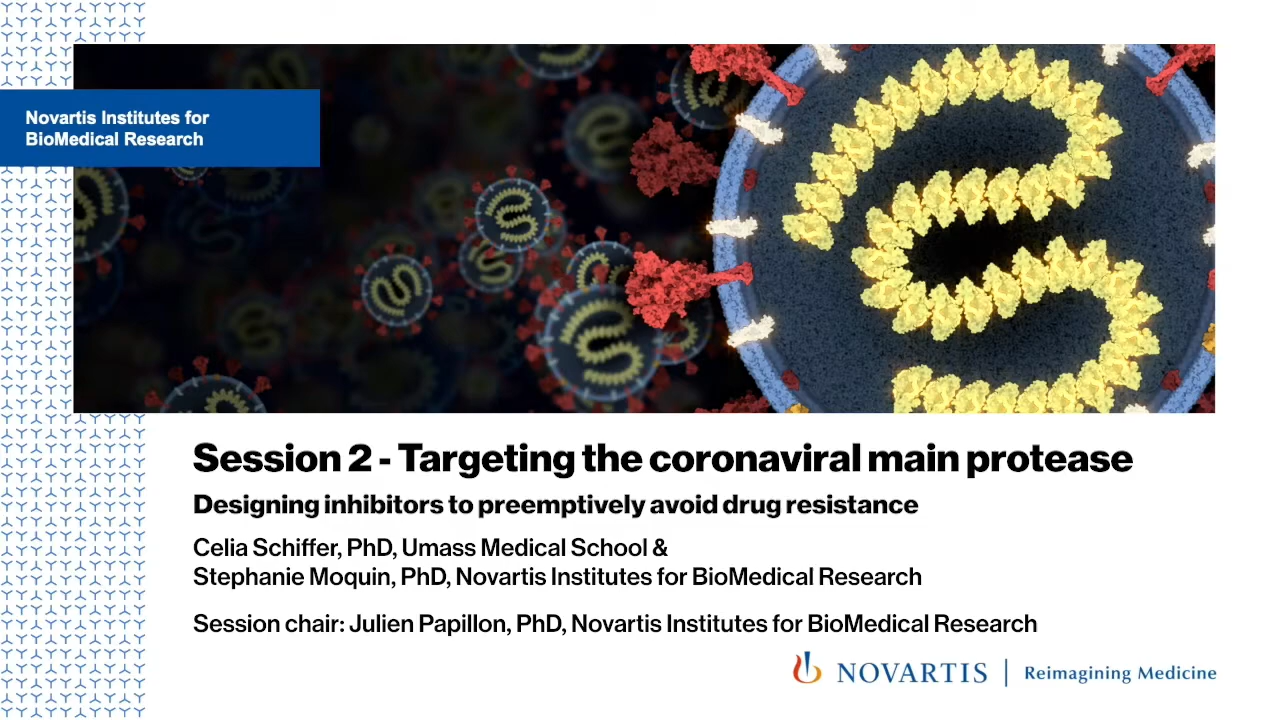 Novartis Institutes for
BioMedical Research
Session 2 - Targeting the coronaviral main protease
Designing inhibitors to preemptively avoid drug resistance
Celia Schiffer, PhD, Umass Medical School &
Stephanie Moquin, PhD, Novartis Institutes for BioMedical Research
Session chair: Julien Papillon, PhD, Novartis Institutes for BioMedical Research
NOVARTIS | Reimagining Medicine